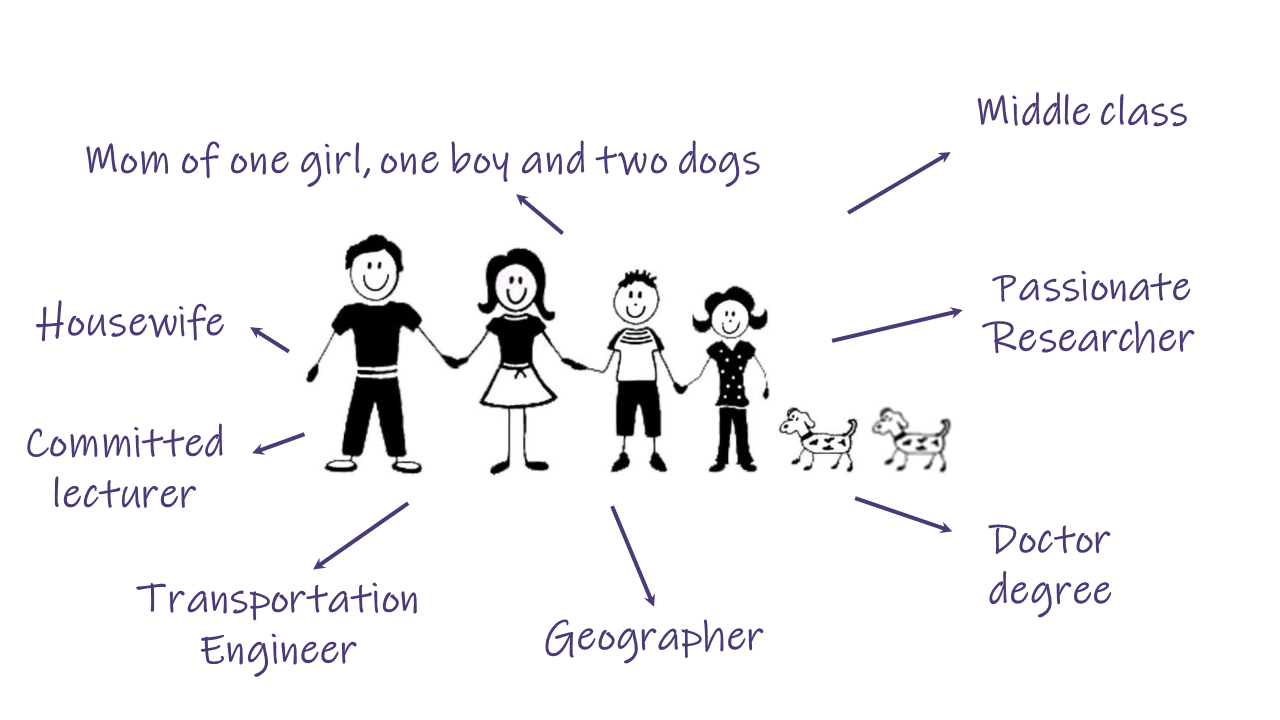 Middle class
Mom of one girl, one boy and two dogs
Passionate
Researcher
Housewife
Committed
lecturer
Doctor
degree
Transportation
Engineer
Geographer